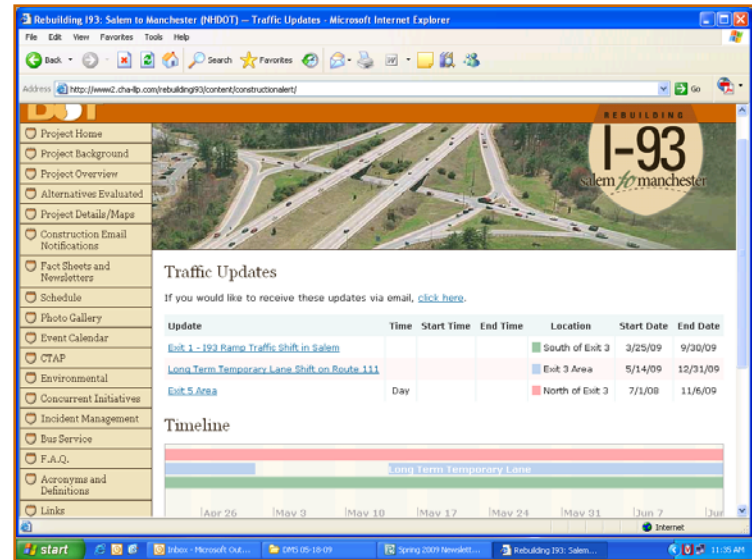 Rebuilding I93: Salem to Manchester (NHDOT) — Traffic Updates - Microsoft Internet Explorer
File Edit View Favorites Tools Help
Back Search Favorites
Address http://www2.cha-llp.com/rebuildingi93/content/constructionalert/ Go
DOT
REBUILDING
I-93
salem to manchester
Project Home
Project Background
Project Overview
Alternatives Evaluated
Project Details/Maps
Construction Email
Notifications
Fact Sheets and
Newsletters
Schedule
Photo Gallery
Event Calendar
CTAP
Environmental
Concurrent Initiatives
Incident Management
Bus Service
F.A.Q.
Acronyms and
Definitions
Links
Traffic Updates
If you would like to receive these updates via email, click here.
Update Time Start Time End Time Location Start Date End Date
Exit 1 - I93 Ramp Traffic Shift in Salem South of Exit 3 3/25/09 9/30/09
Long Term Temporary Lane Shift on Route 111 Exit 3 Area 5/14/09 12/31/09
Exit 5 Area Day North of Exit 3 7/1/08 11/6/09
Timeline
Long Term Temporary Lane
Apr 26 May 3 May 10 May 17 May 24 May 31 Jun 7 Jun
Internet
start Inbox - Microsoft Out... DMS 05-18-09 Spring 2009 Newslett... Rebuilding I93: Salem... 11:35 AM